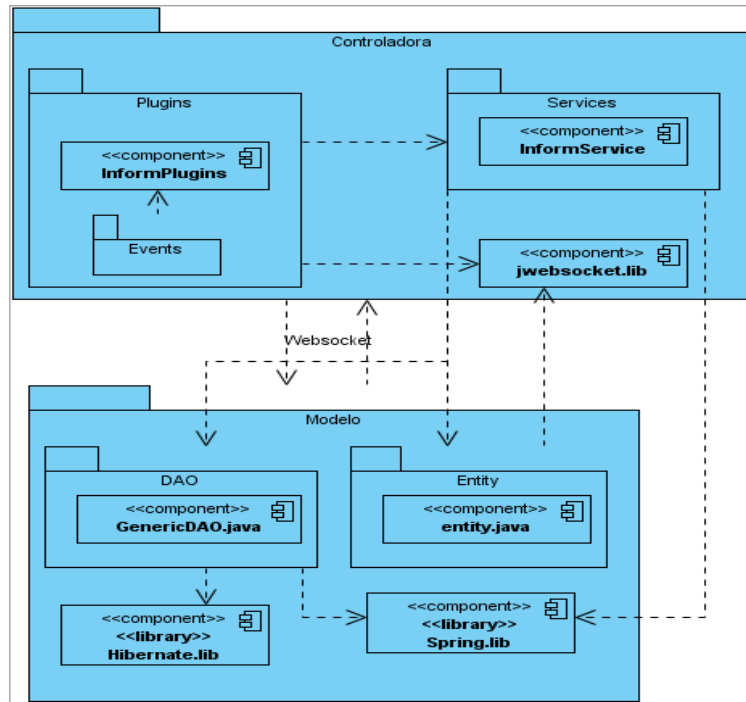 Controladora
Plugins
<<component>>
InformPlugins
Events
Services
<<component>>
InformService
<<component>>
jwebsocket.lib
Websocket
Modelo
DAO
<<component>>
GenericDAO.java
Entity
<<component>>
entity.java
<<component>>
<<library>>
Hibernate.lib
<<component>>
<<library>>
Spring.lib